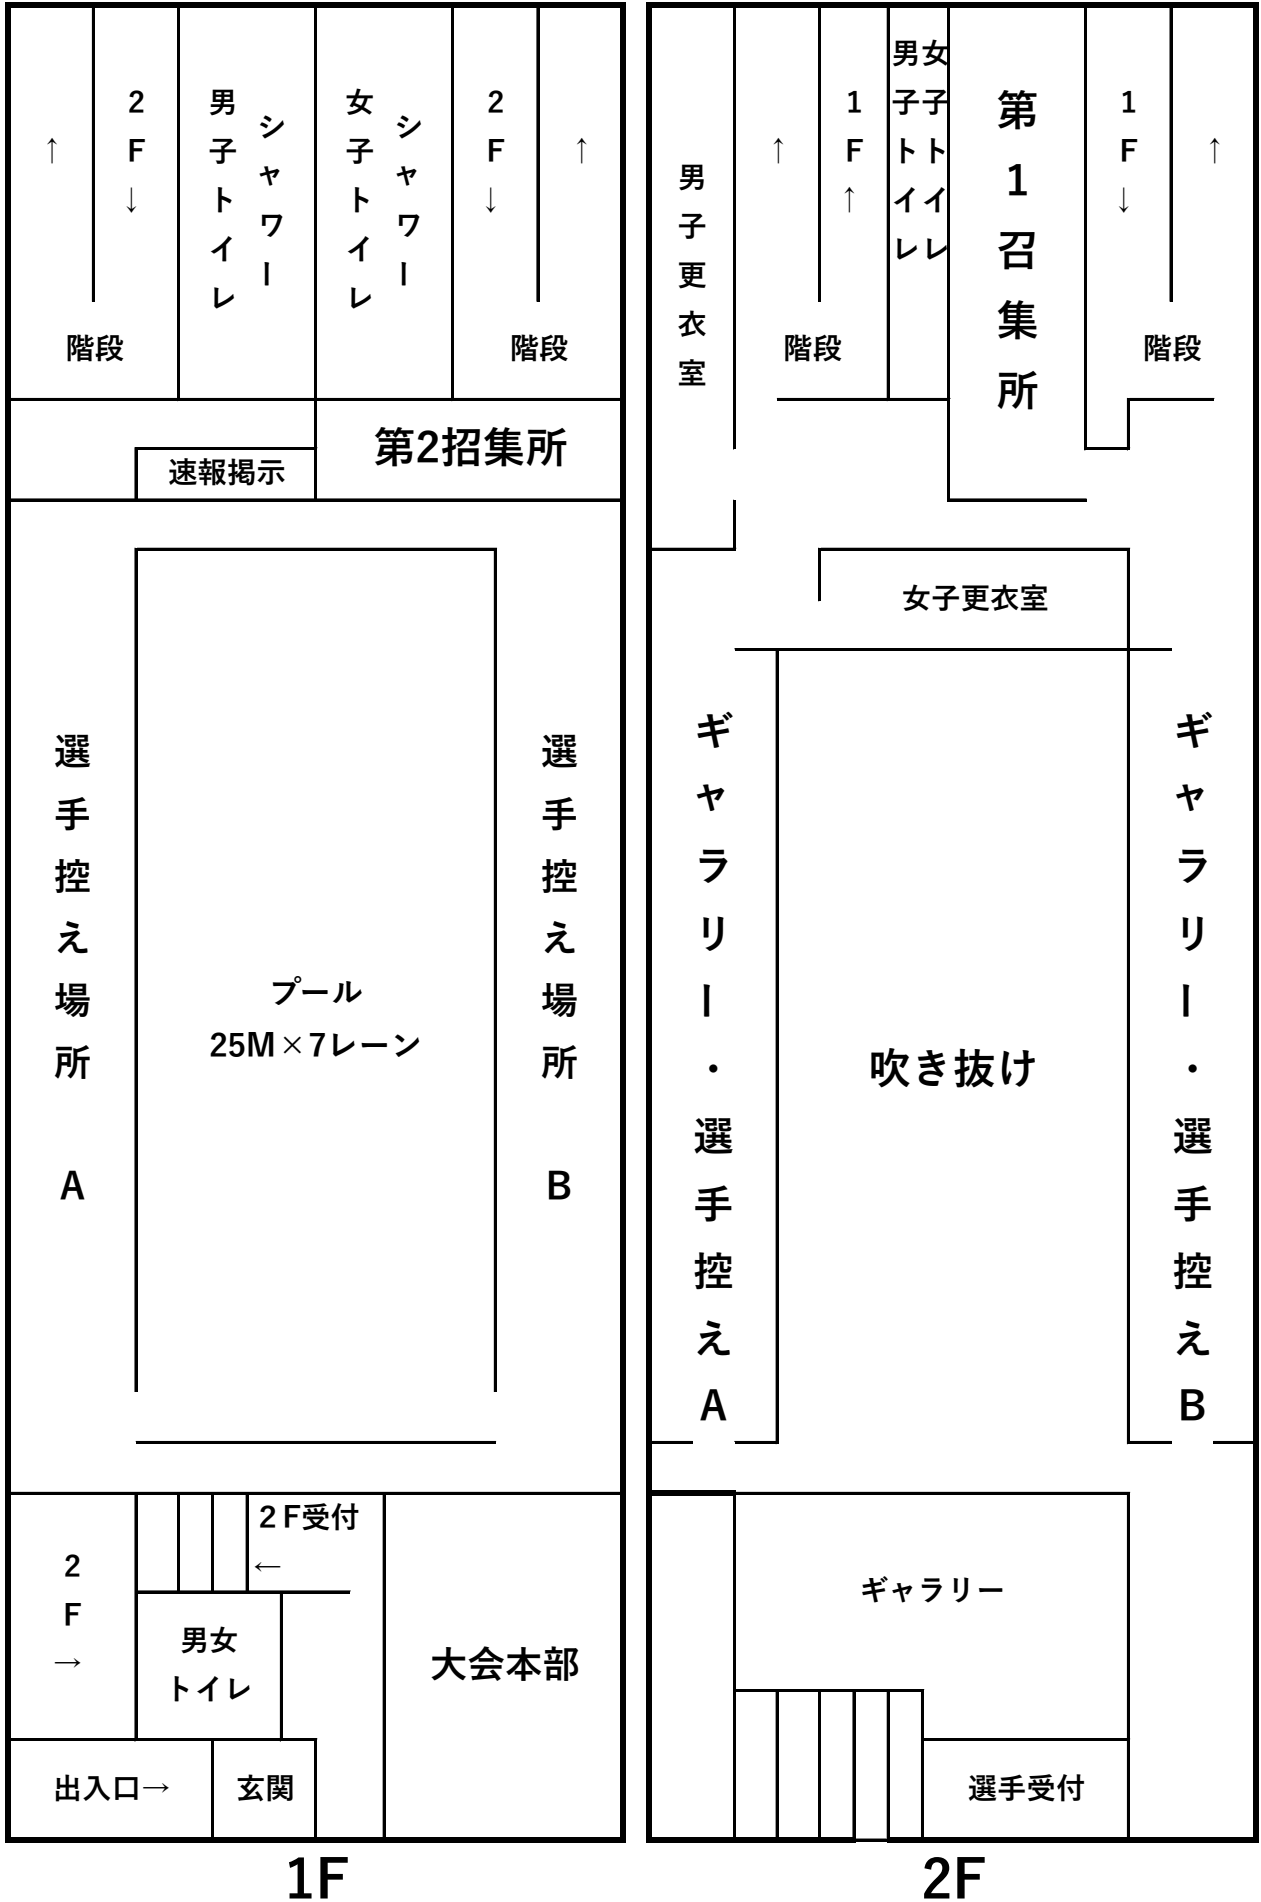 ↑
2F↓
男子トイレ
シャワー
女子トイレ
シャワー
2F↓
↑
階段
階段
第2招集所
速報掲示
選手控え場所 A
プール
25M×7レーン
選手控え場所 B
2F受付
←
2F→
男女
トイレ
大会本部
出入口→
玄関
1F
男子更衣室
↑
1F↑
男子トイレ
女子トイレ
第1召集所
1F↓
↑
階段
階段
女子更衣室
ギャラリー・選手控えA
吹き抜け
ギャラリー・選手控えB
ギャラリー
選手受付
2F